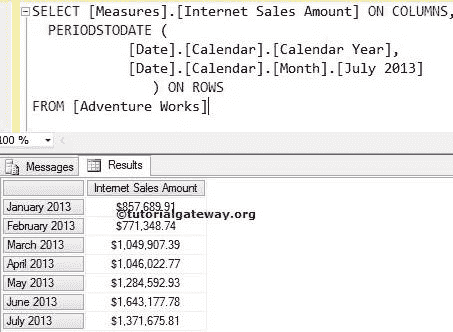 SELECT [Measures].[Internet Sales Amount] ON COLUMNS,
PERIODSTODATE (
[Date].[Calendar].[Calendar Year],
[Date].[Calendar].[Month].[July 2013]
) ON ROWS
FROM [Adventure Works]
100 %
Messages Results
Internet Sales Amount
January 2013 $857,689.91
©tutorialgateway.org
February 2013 $771,348.74
March 2013 $1,049,907.39
April 2013 $1,046,022.77
May 2013 $1,284,592.93
June 2013 $1,643,177.78
July 2013 $1,371,675.81